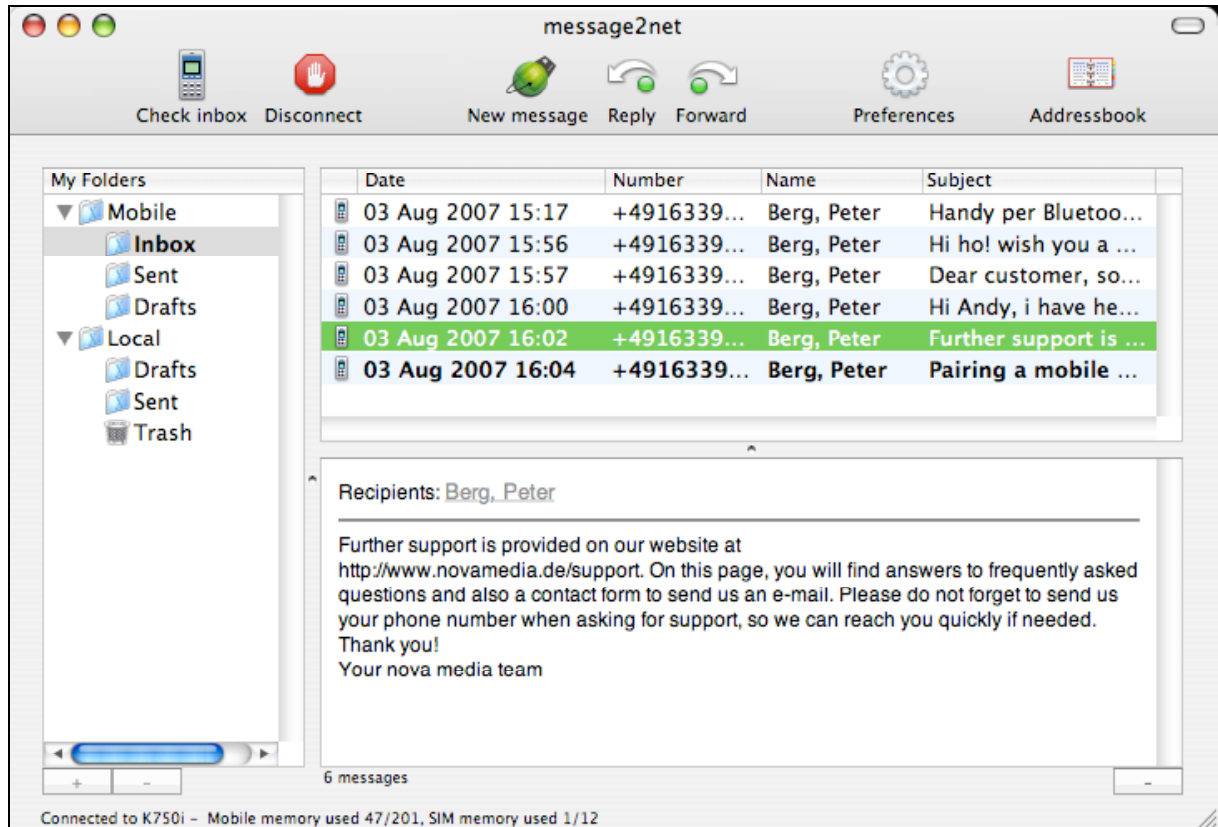 message2net
Check inbox Disconnect New message Reply Forward Preferences Addressbook
My Folders
Mobile
Inbox
Sent
Drafts
Local
Drafts
Sent
Trash
Date Number Name Subject
03 Aug 2007 15:17 +4916339... Berg, Peter Handy per Bluetoo...
03 Aug 2007 15:56 +4916339... Berg, Peter Hi ho! wish you a ...
03 Aug 2007 15:57 +4916339... Berg, Peter Dear customer, so...
03 Aug 2007 16:00 +4916339... Berg, Peter Hi Andy, i have he...
03 Aug 2007 16:02 +4916339... Berg, Peter Further support is ...
03 Aug 2007 16:04 +4916339... Berg, Peter Pairing a mobile ...
Recipients: Berg, Peter
Further support is provided on our website at
http://www.novamedia.de/support. On this page, you will find answers to frequently asked
questions and also a contact form to send us an e-mail. Please do not forget to send us
your phone number when asking for support, so we can reach you quickly if needed.
Thank you!
Your nova media team
+ - 6 messages -
Connected to K750i – Mobile memory used 47/201, SIM memory used 1/12